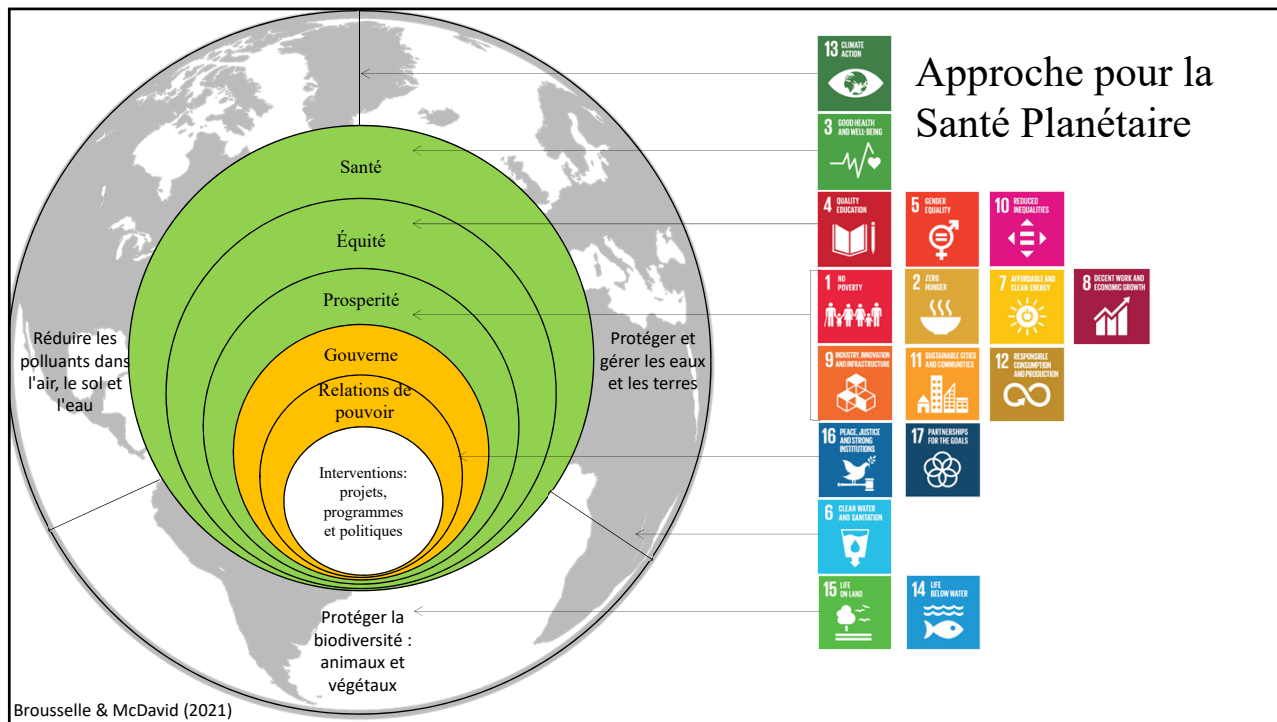 Approche pour la
Santé Planétaire
Santé
Équité
Prosperité
Gouverne
Relations de
pouvoir
Interventions:
projets,
programmes
et politiques
Réduire les
polluants dans
l'air, le sol et
l'eau
Protéger et
gérer les eaux
et les terres
Protéger la
biodiversité :
animaux et
végétaux
13 CLIMATE
ACTION
3 GOOD HEALTH
AND WELL-BEING
4 QUALITY
EDUCATION
5 GENDER
EQUALITY
10 REDUCED
INEQUALITIES
1 NO
POVERTY
2 ZERO
HUNGER
7 AFFORDABLE AND
CLEAN ENERGY
8 DECENT WORK AND
ECONOMIC GROWTH
9 INDUSTRY, INNOVATION
AND INFRASTRUCTURE
11 SUSTAINABLE CITIES
AND COMMUNITIES
12 RESPONSIBLE
CONSUMPTION
AND PRODUCTION
16 PEACE, JUSTICE
AND STRONG
INSTITUTIONS
17 PARTNERSHIPS
FOR THE GOALS
6 CLEAN WATER
AND SANITATION
15 LIFE
ON LAND
14 LIFE
BELOW WATER
Brousselle & McDavid (2021)